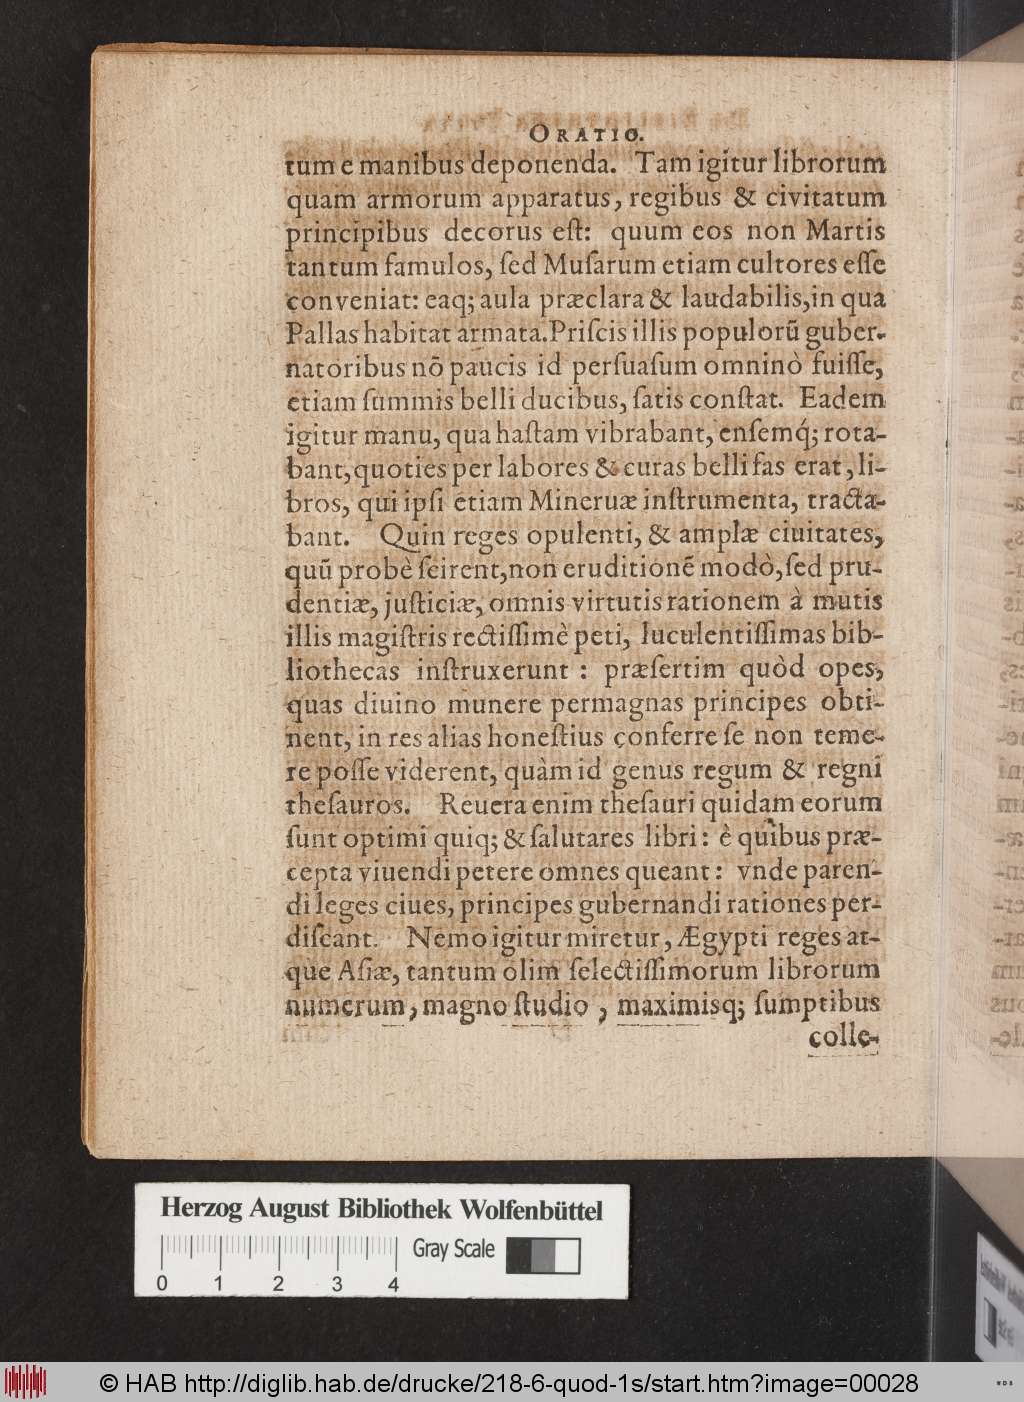 ORATIO.
tum e manibus deponenda. Tam igitur librorum
quam armorum apparatus, regibus & civitatum
principibus decorus eſt: quum eos non Martis
tantum famulos, ſed Muſarum etiam cultores eſſe
conveniat: eaq; aula præclara & laudabilis, in qua
Pallas habitat armata. Priſcis illis populorũ guber-
natoribus nõ paucis id perſuaſum omninò fuiſſe,
etiam ſummis belli ducibus, ſatis conſtat. Eadem
igitur manu, qua haſtam vibrabant, enſemq́; rota-
bant, quoties per labores & curas belli fas erat, li-
bros, qui ipſi etiam Mineruæ inſtrumenta, tracta-
bant. Quin reges opulenti, & amplæ ciuitates,
quũ probè ſcirent, non eruditionẽ modò, ſed pru-
dentiæ, juſticiæ, omnis virtutis rationem à mutis
illis magiſtris rectiſſimè peti, luculentiſſimas bib-
liothecas inſtruxerunt : præſertim quòd opes,
quas diuino munere permagnas principes obti-
nent, in res alias honeſtius conferre ſe non teme-
re poſſe viderent, quàm id genus regum & regni
theſauros. Reuera enim theſauri quidam eorum
ſunt optimi quiq; & ſalutares libri: è quibus præ-
cepta viuendi petere omnes queant: vnde paren-
di leges ciues, principes gubernandi rationes per-
diſcant. Nemo igitur miretur, Ægypti reges at-
que Aſiæ, tantum olim ſelectiſſimorum librorum
numerum, magno ſtudio, maximisq; ſumptibus
colle-
Herzog August Bibliothek Wolfenbüttel
Gray Scale
0 1 2 3 4
© HAB http://diglib.hab.de/drucke/218-6-quod-1s/start.htm?image=00028